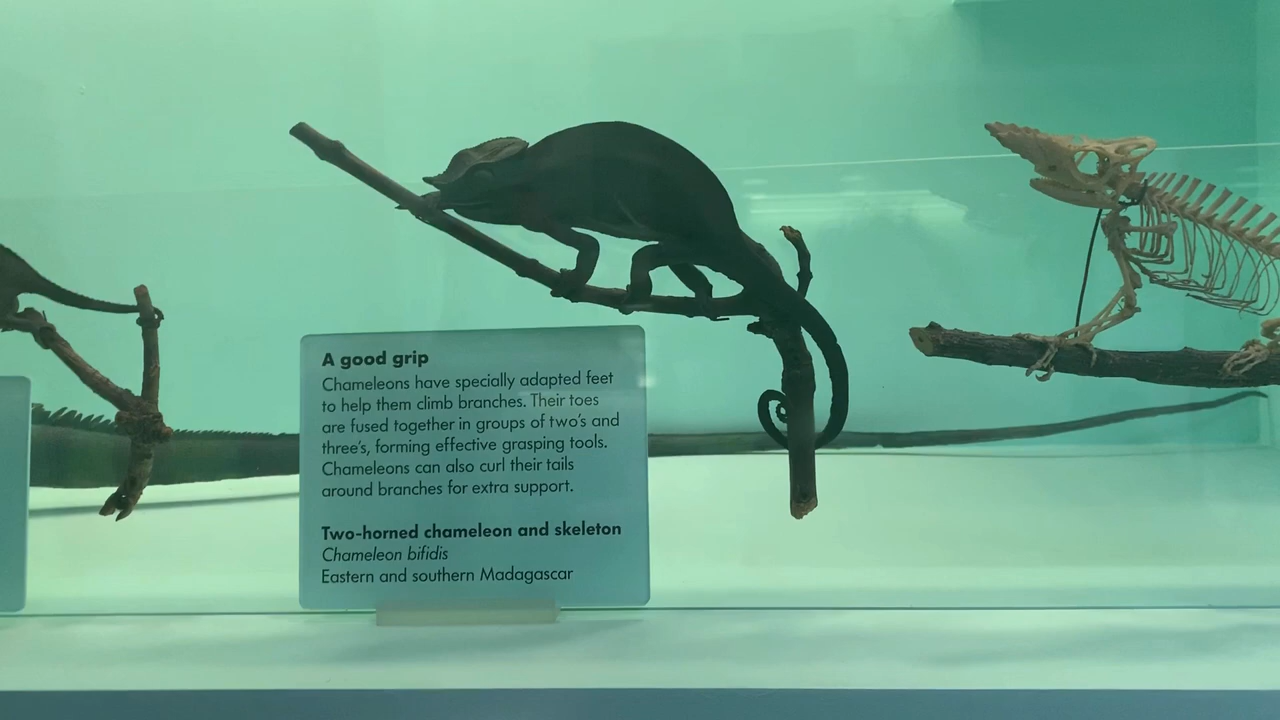 A good grip
Chameleons have specially adapted feet
to help them climb branches. Their toes
are fused together in groups of two's and
three's, forming effective grasping tools.
Chameleons can also curl their tails
around branches for extra support.
Two-horned chameleon and skeleton
Chameleon bifidis
Eastern and southern Madagascar